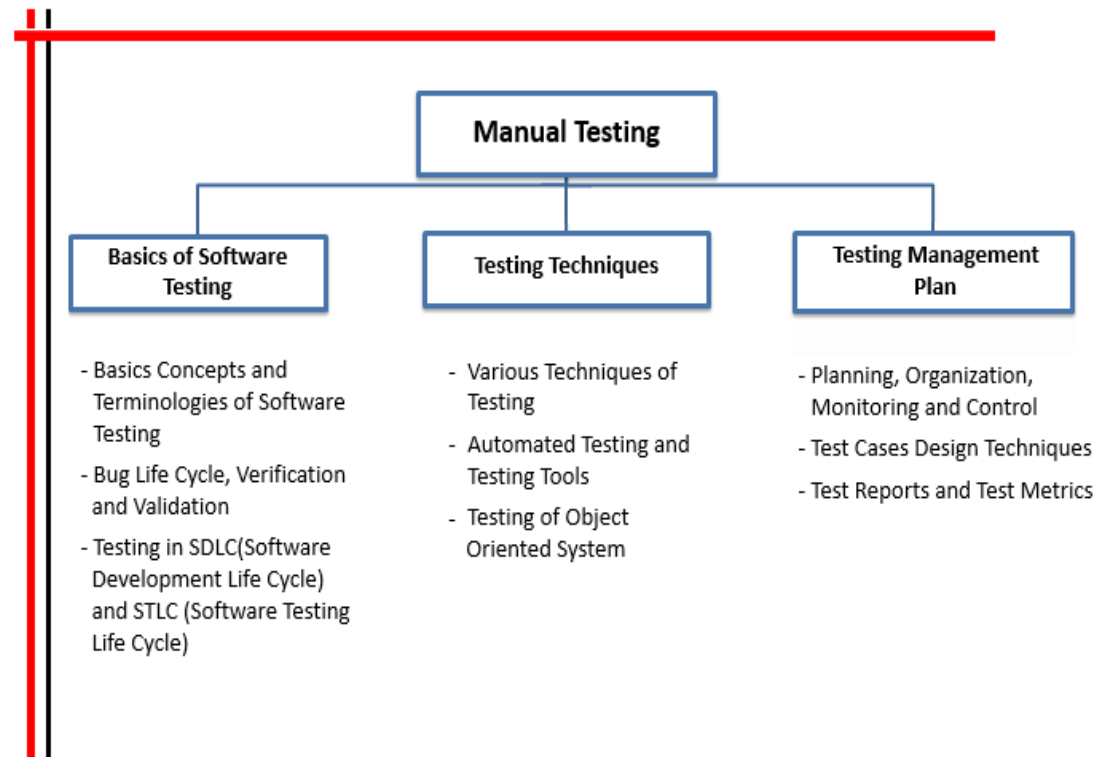 Manual Testing
Basics of Software
Testing
- Basics Concepts and
Terminologies of Software
Testing
- Bug Life Cycle, Verification
and Validation
- Testing in SDLC(Software
Development Life Cycle)
and STLC (Software Testing
Life Cycle)
Testing Techniques
- Various Techniques of
Testing
- Automated Testing and
Testing Tools
- Testing of Object
Oriented System
Testing Management
Plan
- Planning, Organization,
Monitoring and Control
- Test Cases Design Techniques
- Test Reports and Test Metrics